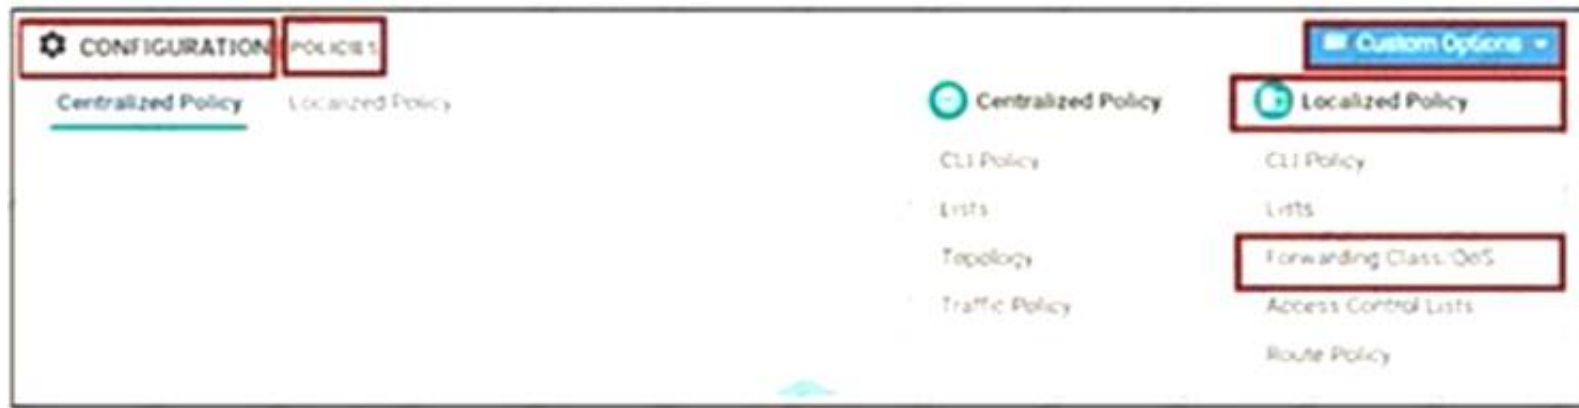 CONFIGURATION POLICIES
Custom Options
Centralized Policy Localized Policy
Centralized Policy
CLI Policy
Lists
Topology
Traffic Policy
Localized Policy
CLI Policy
Lists
Forwarding Class/QoS
Access Control Lists
Route Policy